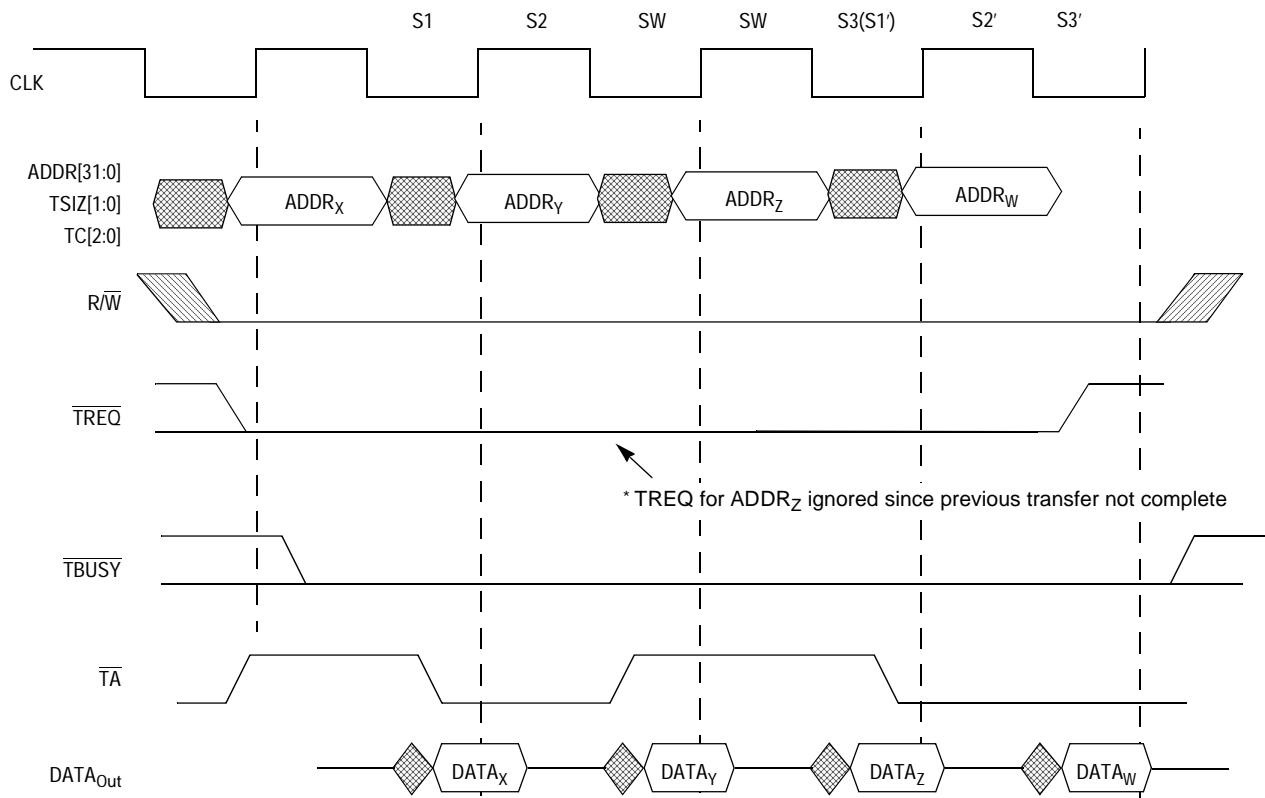 S1 S2 SW SW S3(S1') S2' S3'
CLK
ADDR[31:0]
TSIZ[1:0]
TC[2:0]
ADDRX ADDRY ADDRZ ADDRW
R/W
TREQ
* TREQ for ADDRZ ignored since previous transfer not complete
TBUSY
TA
DATAOut
DATAX DATAY DATAZ DATAW